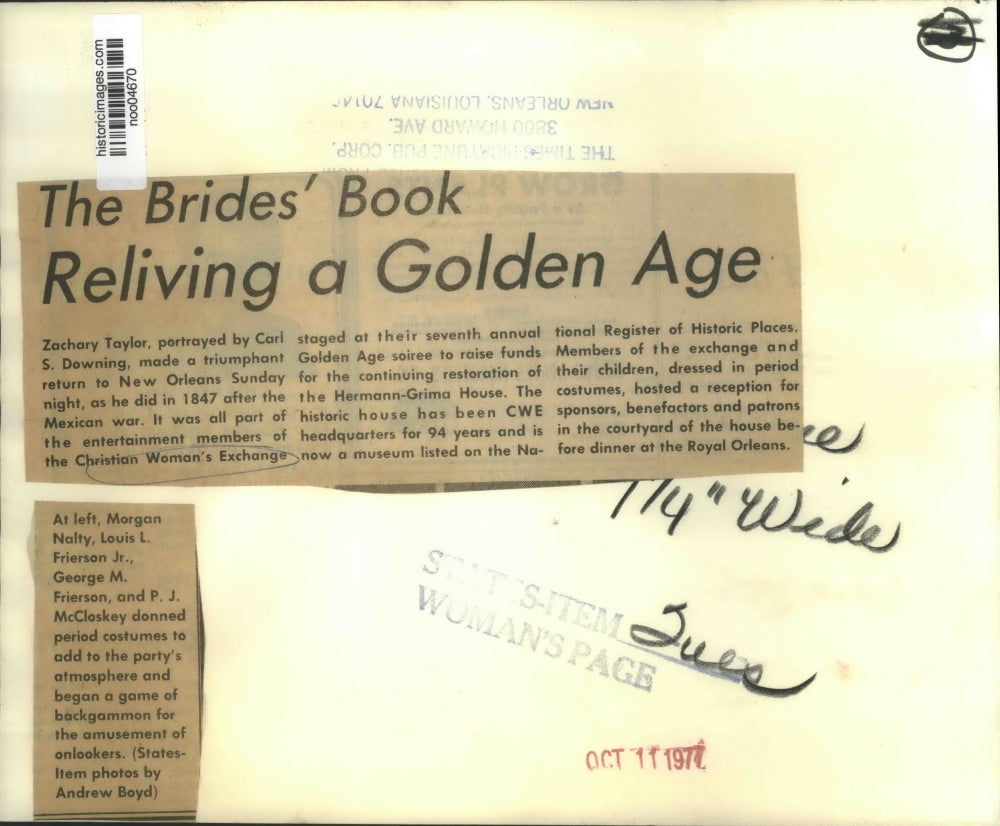 historicimages.com
noo04670
NEW ORLEANS, LOUISIANA 7014
3800 HOWARD AVE.
THE TIMES-PICAYUNE PUB. CORP.
The Brides' Book
Reliving a Golden Age
Zachary Taylor, portrayed by Carl
S. Downing, made a triumphant
return to New Orleans Sunday
night, as he did in 1847 after the
Mexican war. It was all part of
the entertainment members of
the Christian Woman's Exchange
staged at their seventh annual
Golden Age soiree to raise funds
for the continuing restoration of
the Hermann-Grima House. The
historic house has been CWE
headquarters for 94 years and is
now a museum listed on the Na-
tional Register of Historic Places.
Members of the exchange and
their children, dressed in period
costumes, hosted a reception for
sponsors, benefactors and patrons
in the courtyard of the house be-
fore dinner at the Royal Orleans.
1 1/4" Wide
At left, Morgan
Nalty, Louis L.
Frierson Jr.,
George M.
Frierson, and P. J.
McCloskey donned
period costumes to
add to the party's
atmosphere and
began a game of
backgammon for
the amusement of
onlookers. (States-
Item photos by
Andrew Boyd)
STATES-ITEM
WOMAN'S PAGE
Tues
OCT 11 1977